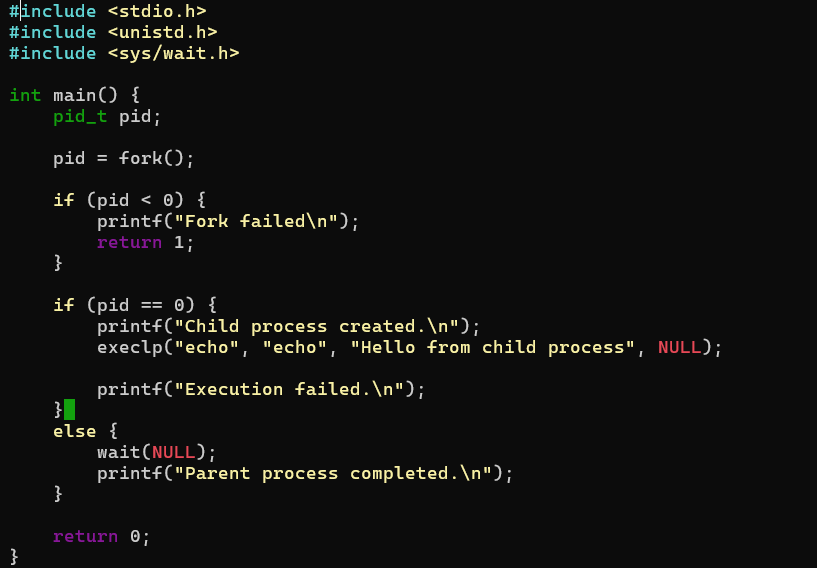 #include <stdio.h>
#include <unistd.h>
#include <sys/wait.h>

int main() {
    pid_t pid;

    pid = fork();

    if (pid < 0) {
        printf("Fork failed\n");
        return 1;
    }

    if (pid == 0) {
        printf("Child process created.\n");
        execlp("echo", "echo", "Hello from child process", NULL);

        printf("Execution failed.\n");
    }
    else {
        wait(NULL);
        printf("Parent process completed.\n");
    }

    return 0;
}